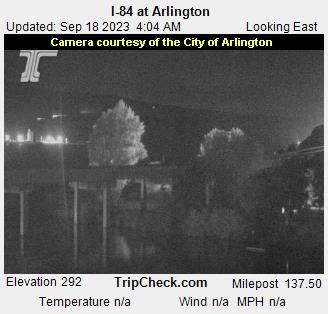 I-84 at Arlington
Updated: Sep 18 2023 4:04 AM Looking East
Camera courtesy of the City of Arlington
Elevation 292 TripCheck.com Milepost 137.50
Temperature n/a Wind n/a MPH n/a